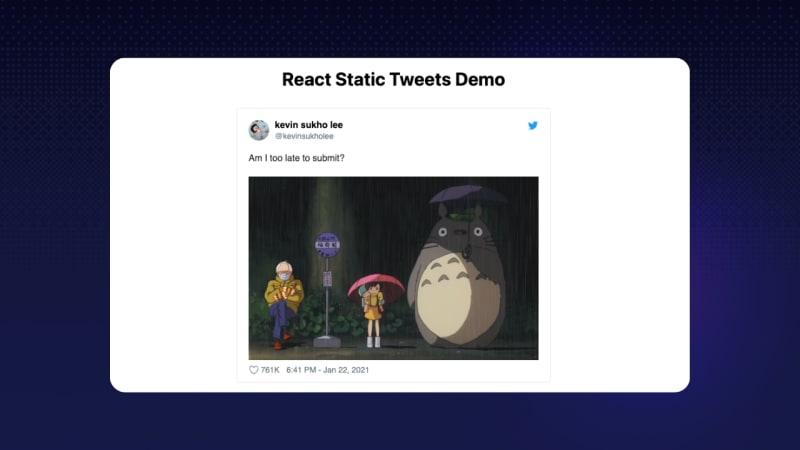 React Static Tweets Demo
kevin sukho lee
@kevinsukholee
Am I too late to submit?
761K 6:41 PM - Jan 22, 2021